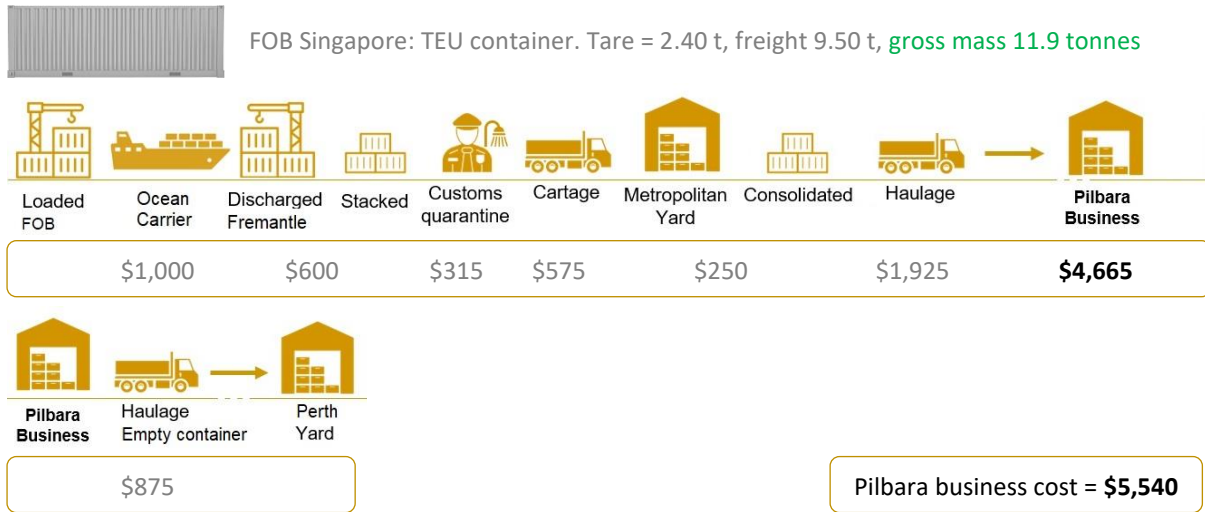 FOB Singapore: TEU container. Tare = 2.40 t, freight 9.50 t, gross mass 11.9 tonnes
Loaded FOB
Ocean Carrier
Discharged Fremantle
Stacked
Customs quarantine
Cartage
Metropolitan Yard
Consolidated
Haulage
Pilbara Business
$1,000 $600 $315 $575 $250 $1,925 $4,665
Pilbara Business
Haulage Empty container
Perth Yard
$875
Pilbara business cost = $5,540